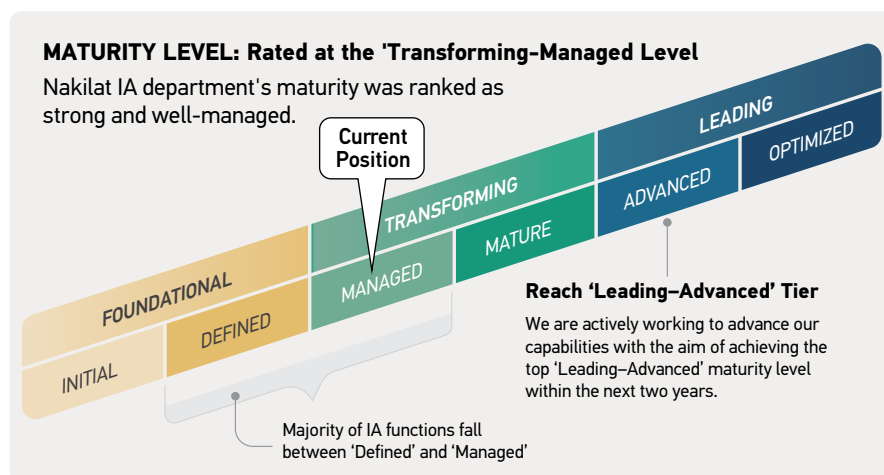 MATURITY LEVEL: Rated at the 'Transforming-Managed Level
Nakilat IA department's maturity was ranked as
strong and well-managed.
Current
Position
FOUNDATIONAL
TRANSFORMING
LEADING
INITIAL
DEFINED
MANAGED
MATURE
ADVANCED
OPTIMIZED
Reach ‘Leading–Advanced’ Tier
We are actively working to advance our
capabilities with the aim of achieving the
top ‘Leading–Advanced’ maturity level
within the next two years.
Majority of IA functions fall
between ‘Defined’ and ‘Managed’